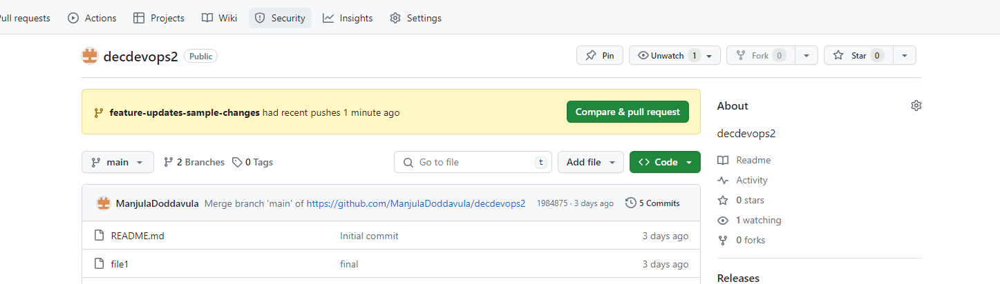 Pull requests Actions Projects Wiki Security Insights Settings
decdevops2 Public Pin Unwatch 1 Fork 0 Star 0
feature-updates-sample-changes had recent pushes 1 minute ago Compare & pull request
main 2 Branches 0 Tags Go to file t Add file Code
ManjulaDoddavula Merge branch 'main' of https://github.com/ManjulaDoddavula/decdevops2 1984875 · 3 days ago 5 Commits
README.md Initial commit 3 days ago
file1 final 3 days ago
About
decdevops2
Readme
Activity
0 stars
1 watching
0 forks
Releases